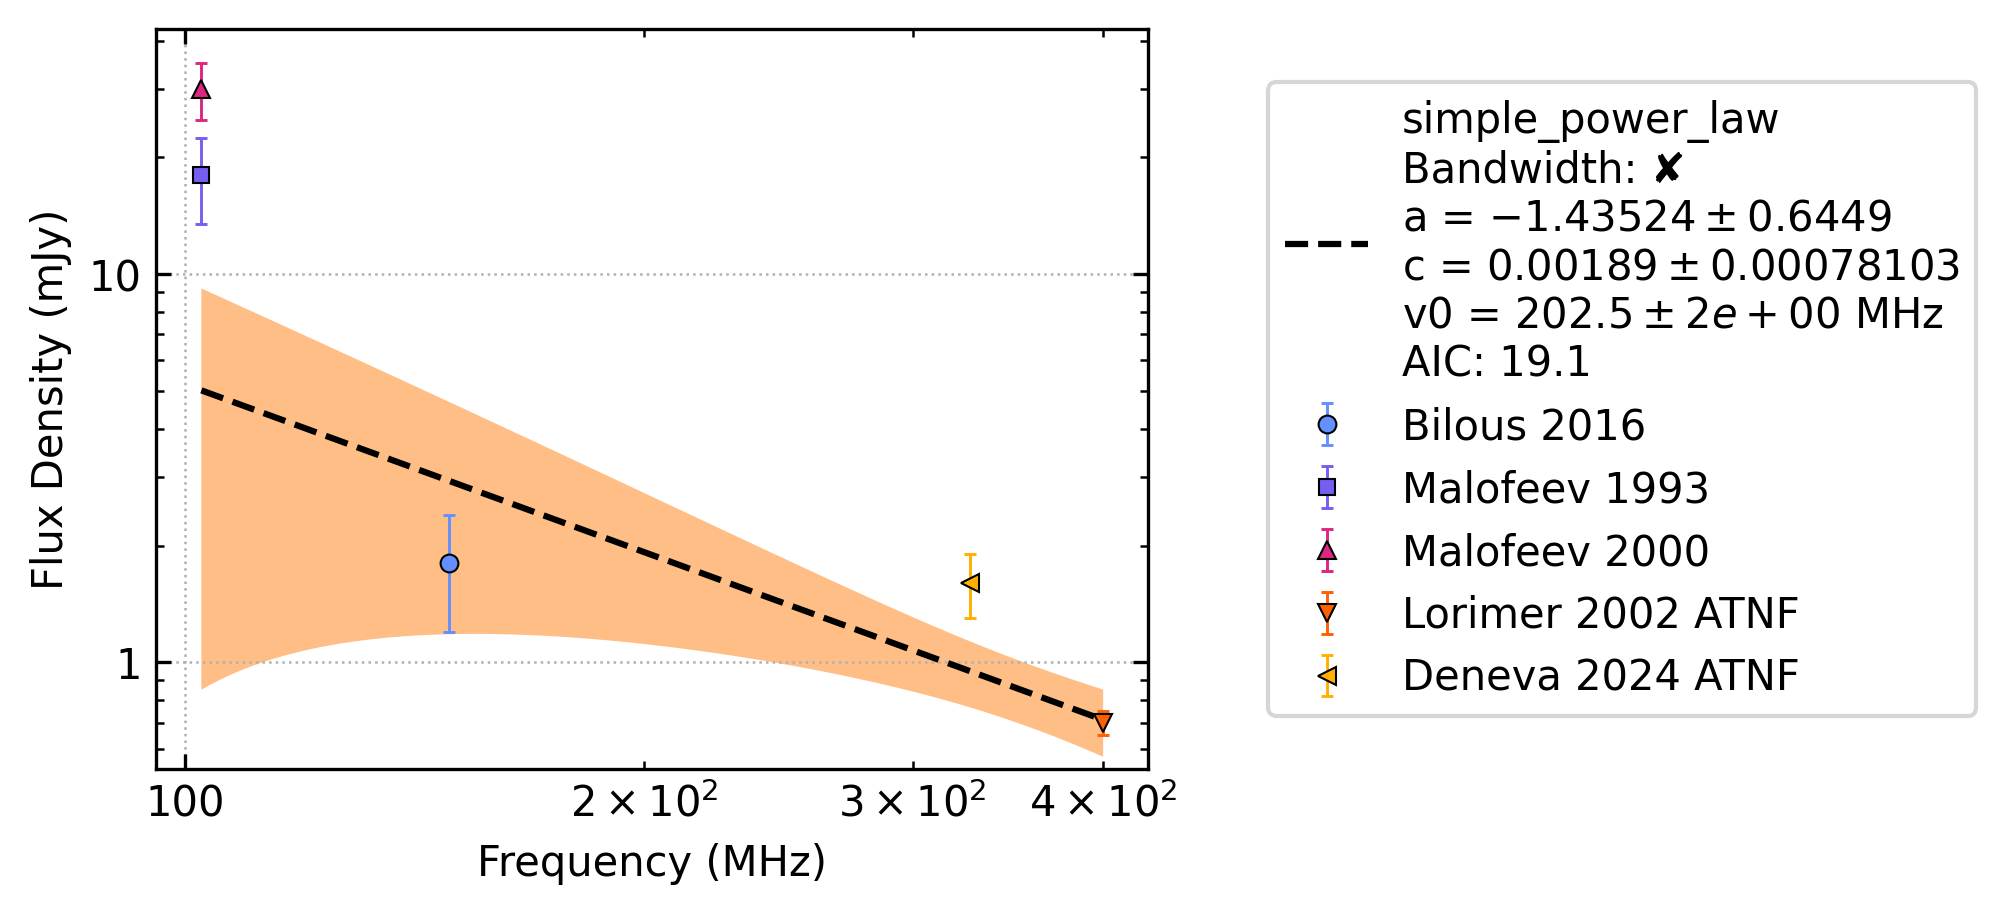 Flux Density (mJy)
10
1
100
2 × 10²
3 × 10²
4 × 10²
Frequency (MHz)
simple_power_law
Bandwidth: ✘
a = −1.43524 ± 0.6449
c = 0.00189 ± 0.00078103
v0 = 202.5 ± 2e + 00 MHz
AIC: 19.1
Bilous 2016
Malofeev 1993
Malofeev 2000
Lorimer 2002 ATNF
Deneva 2024 ATNF